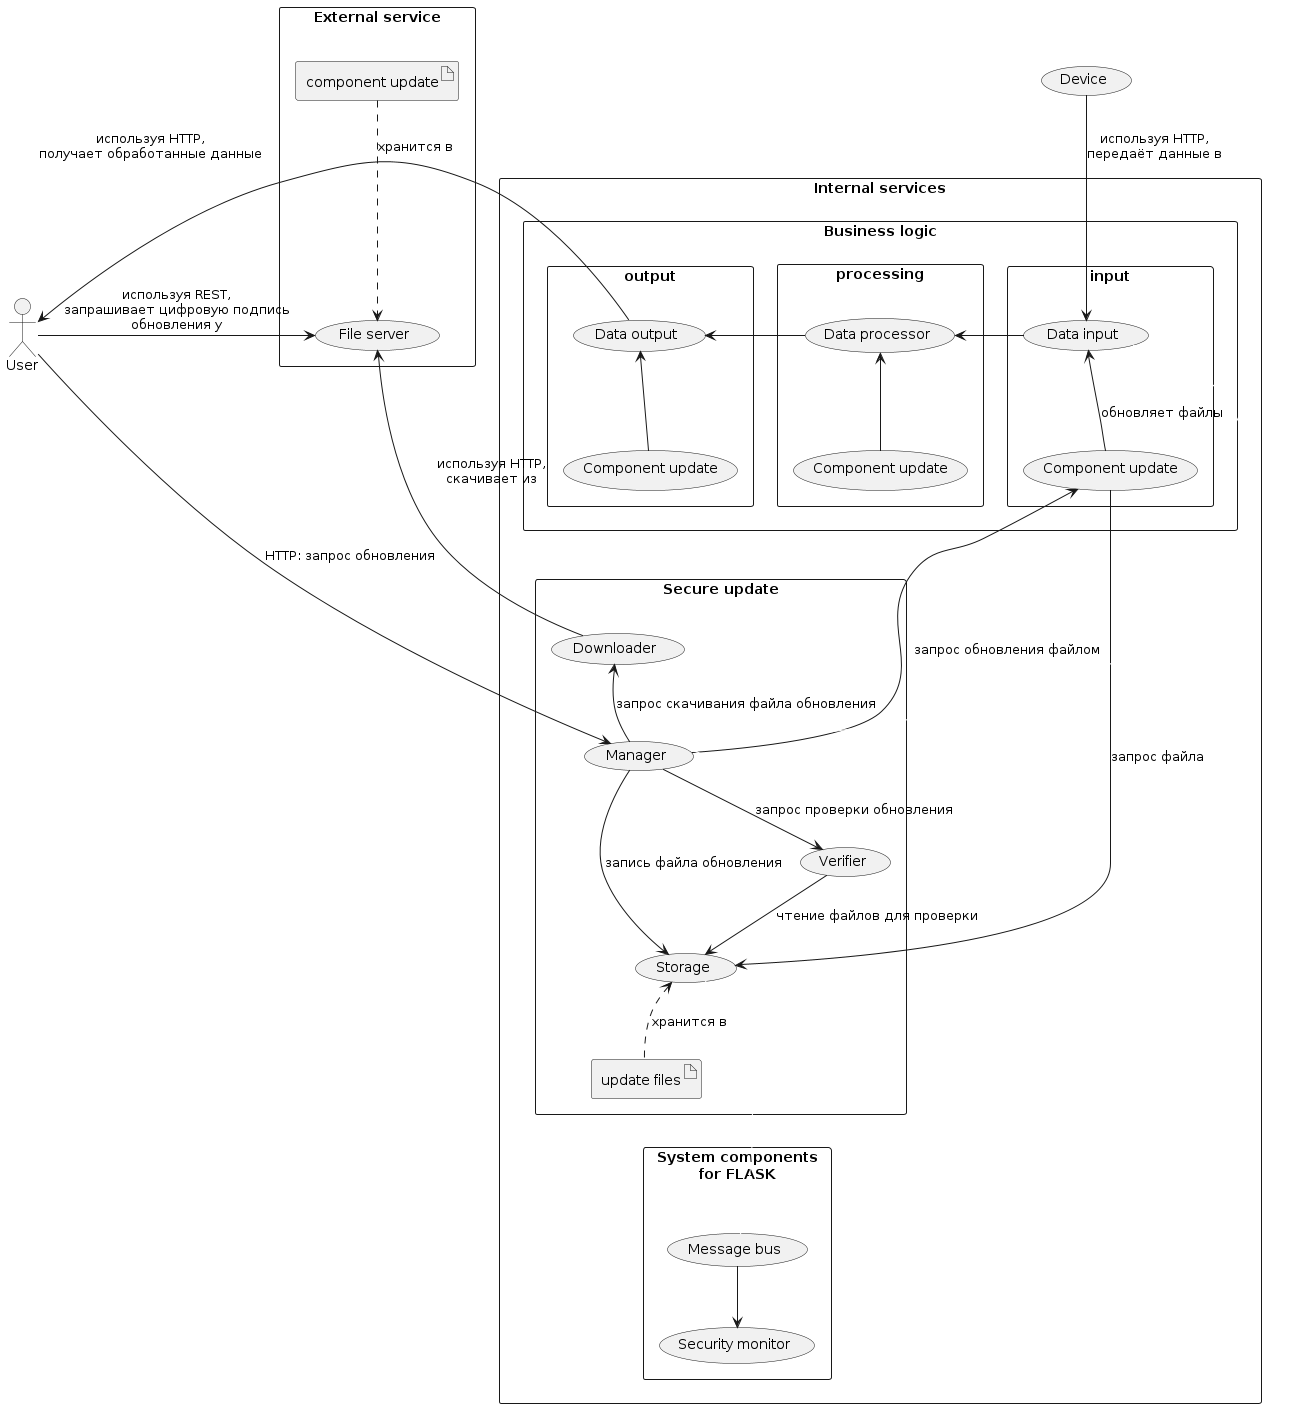 External service
component update
Device
используя HTTP,
получает обработанные данные
хранится в
используя HTTP,
передаёт данные в
Internal services
Business logic
output
processing
input
используя REST,
запрашивает цифровую подпись
обновления у
File server
User
Data output
Data processor
Data input
обновляет файлы
используя HTTP,
скачивает из
Component update
Component update
Component update
HTTP: запрос обновления
Secure update
Downloader
запрос обновления файлом
запрос скачивания файла обновления
Manager
запрос файла
запрос проверки обновления
запись файла обновления
Verifier
чтение файлов для проверки
Storage
хранится в
update files
System components
for FLASK
Message bus
Security monitor